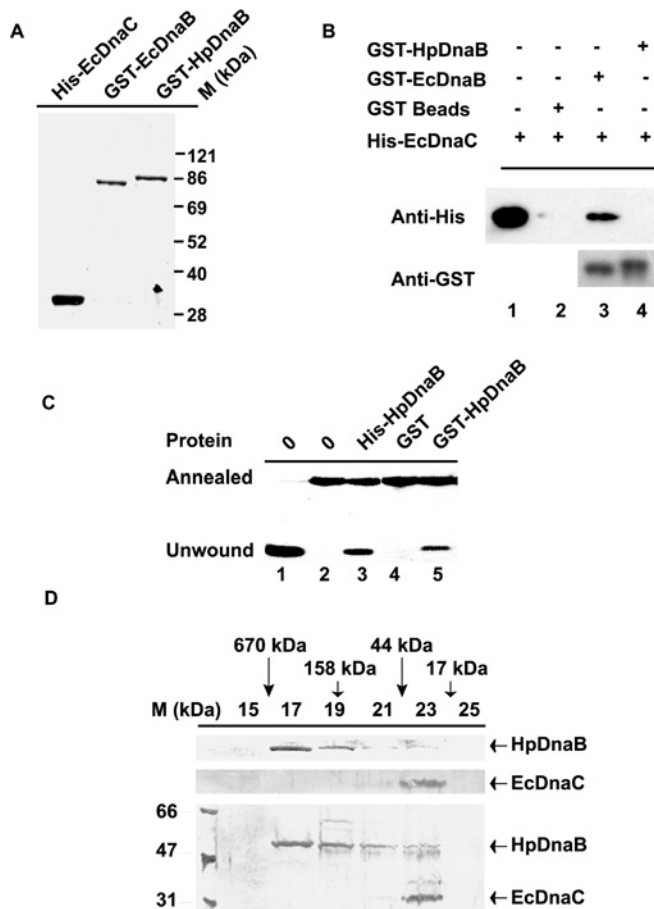 A
His-EcDnaC
GST-EcDnaB
GST-HpDnaB
M (kDa)
121
86
69
52
40
28
B
GST-HpDnaB - - - +
GST-EcDnaB - - + -
GST Beads - + - -
His-EcDnaC + + + +
Anti-His
Anti-GST
1 2 3 4
C
Protein 0 0 His-HpDnaB GST GST-HpDnaB
Annealed
Unwound
1 2 3 4 5
D
670 kDa 44 kDa
158 kDa 17 kDa
M (kDa) 15 17 19 21 23 25
HpDnaB
EcDnaC
66
47 HpDnaB
31 EcDnaC